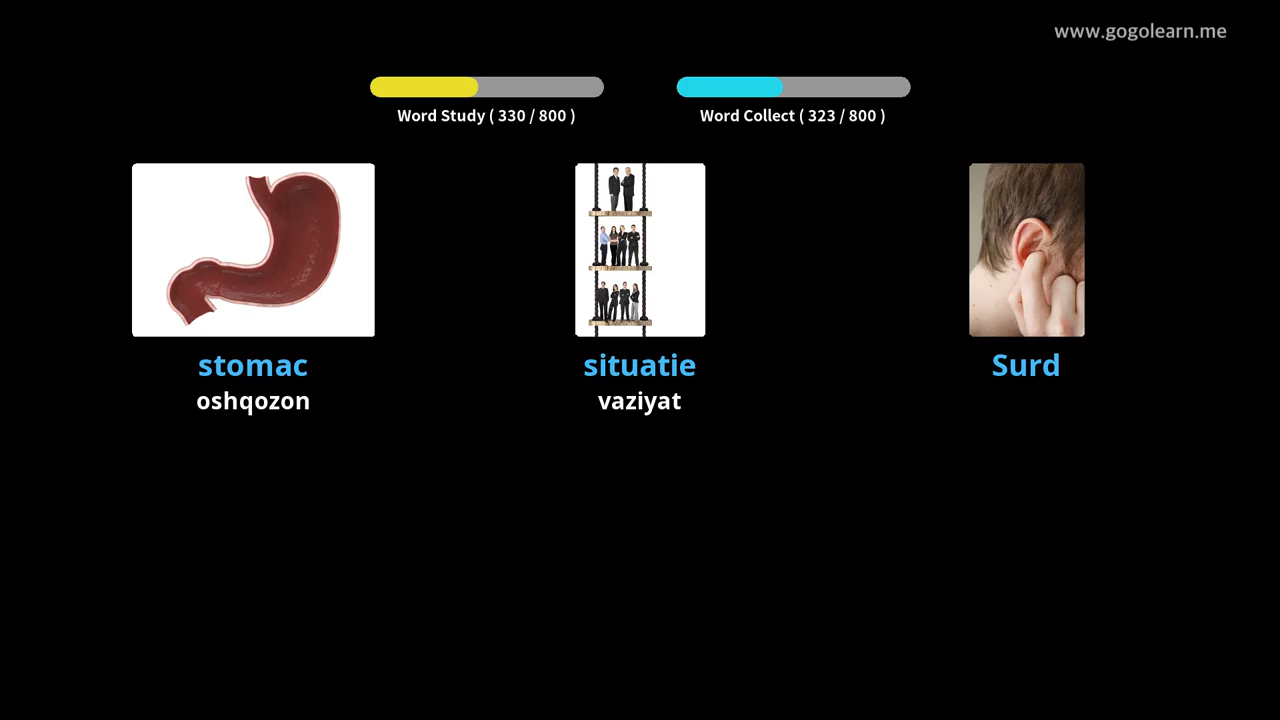 www.gogolearn.me
Word Study ( 330 / 800 )
Word Collect ( 323 / 800 )
stomac
situatie
Surd
oshqozon
vaziyat